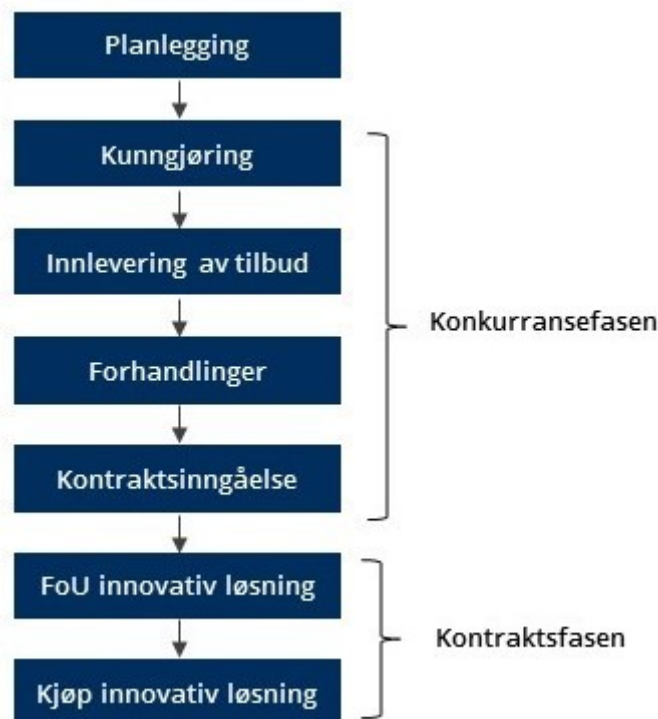 Planlegging
Kunngjøring
Innlevering av tilbud
Forhandlinger
Kontraktsinngåelse
Konkurransefasen
FoU innovativ løsning
Kjøp innovativ løsning
Kontraktsfasen